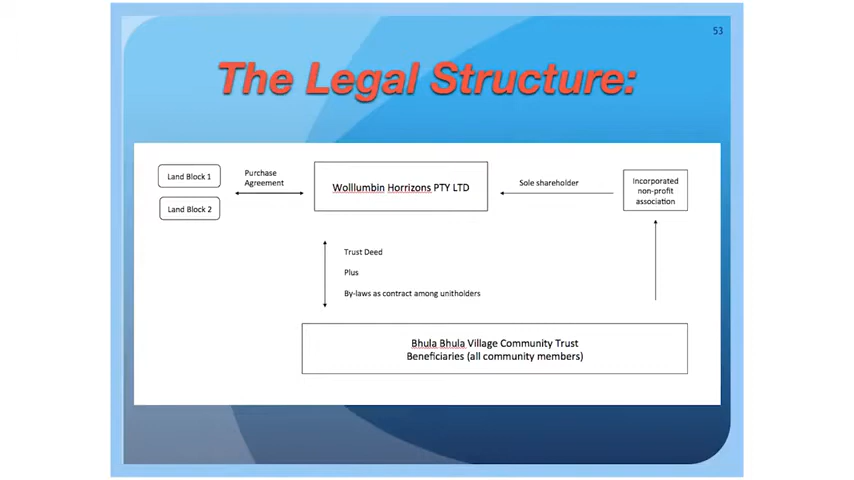 53
The Legal Structure:
Land Block 1
Land Block 2
Purchase
Agreement
Wolllumbin Horrizons PTY LTD
Sole shareholder
Incorporated
non-profit
association
Trust Deed
Plus
By-laws as contract among unitholders
Bhula Bhula Village Community Trust
Beneficiaries (all community members)